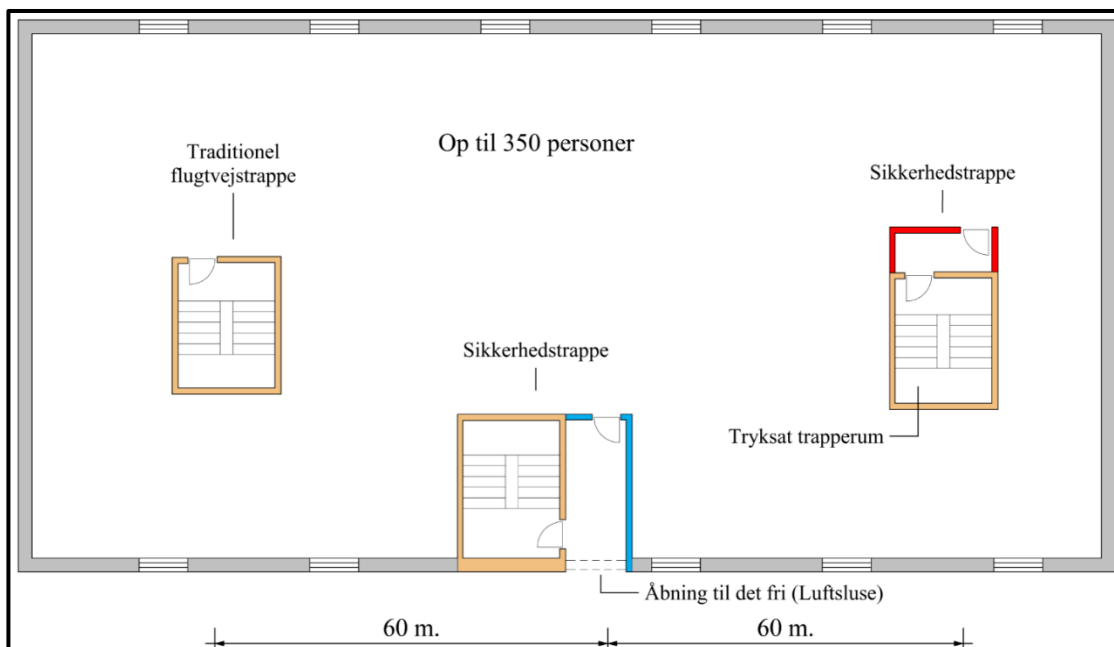 Op til 350 personer
Traditionel
flugtvejstrappe
Sikkerhedstrappe
Sikkerhedstrappe
Tryksat trapperum
Åbning til det fri (Luftsluse)
60 m.
60 m.